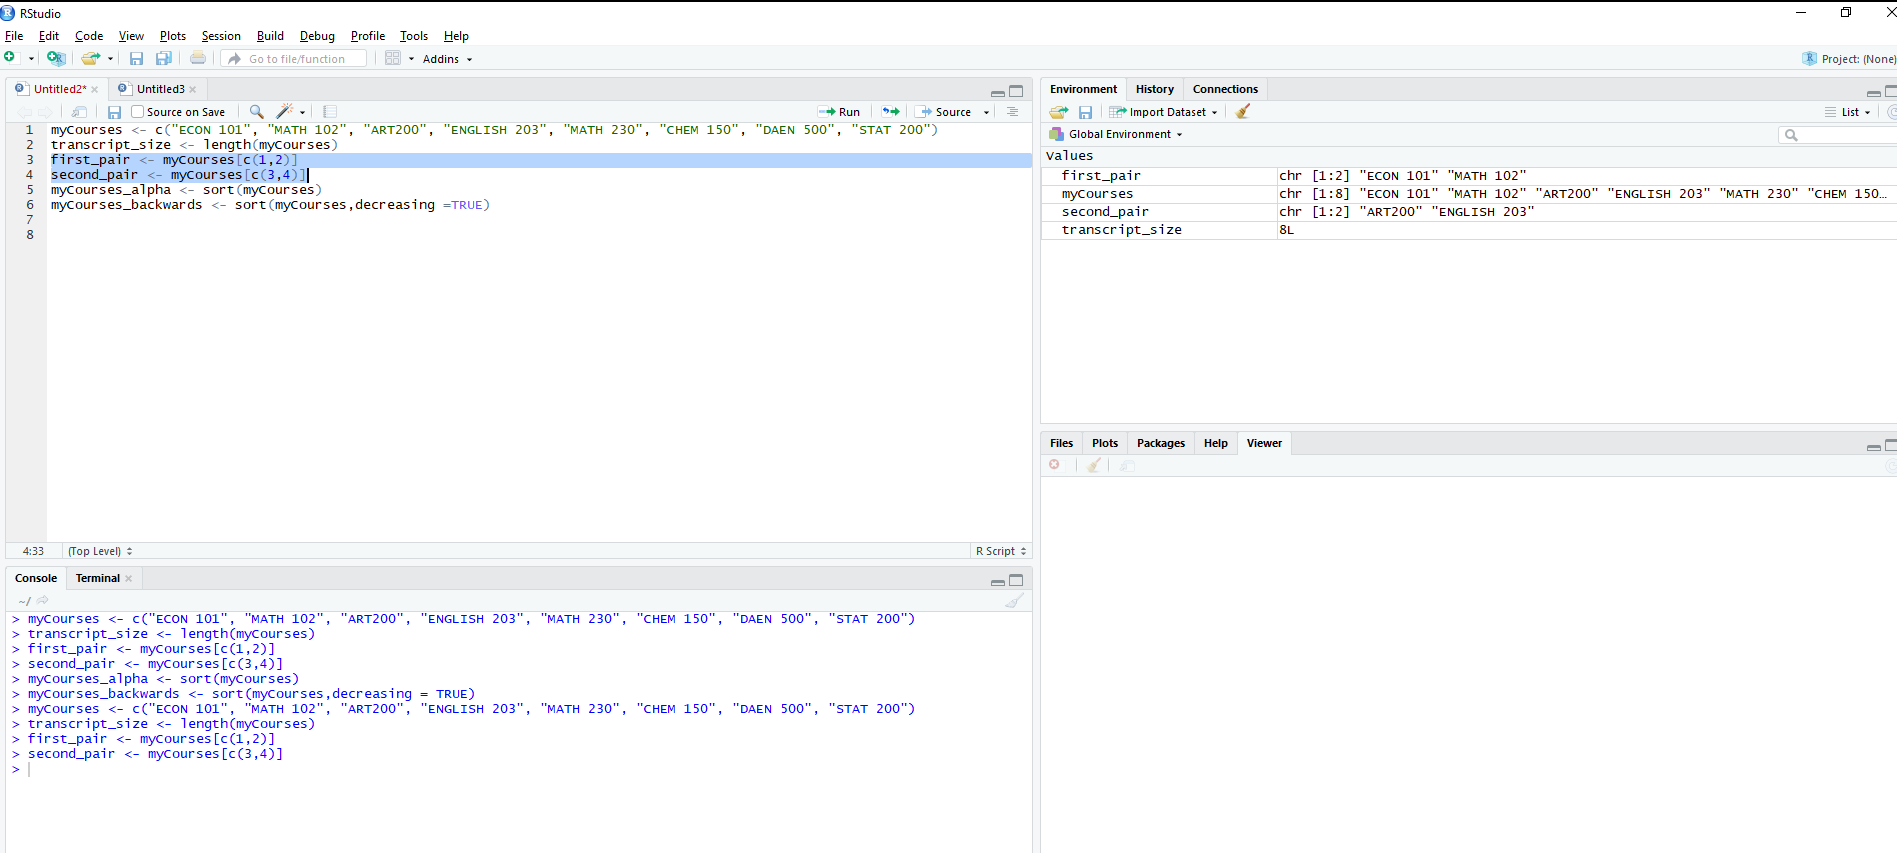 RStudio
File Edit Code View Plots Session Build Debug Profile Tools Help
Go to file/function Addins Project: (None)
Untitled2* Untitled3
Source on Save Run Source
1 myCourses <- c("ECON 101", "MATH 102", "ART200", "ENGLISH 203", "MATH 230", "CHEM 150", "DAEN 500", "STAT 200")
2 transcript_size <- length(myCourses)
3 first_pair <- myCourses[c(1,2)]
4 second_pair <- myCourses[c(3,4)]
5 myCourses_alpha <- sort(myCourses)
6 myCourses_backwards <- sort(myCourses,decreasing =TRUE)
7
8
4:33 (Top Level) R Script
Console Terminal
~/
> myCourses <- c("ECON 101", "MATH 102", "ART200", "ENGLISH 203", "MATH 230", "CHEM 150", "DAEN 500", "STAT 200")
> transcript_size <- length(myCourses)
> first_pair <- myCourses[c(1,2)]
> second_pair <- myCourses[c(3,4)]
> myCourses_alpha <- sort(myCourses)
> myCourses_backwards <- sort(myCourses,decreasing = TRUE)
> myCourses <- c("ECON 101", "MATH 102", "ART200", "ENGLISH 203", "MATH 230", "CHEM 150", "DAEN 500", "STAT 200")
> transcript_size <- length(myCourses)
> first_pair <- myCourses[c(1,2)]
> second_pair <- myCourses[c(3,4)]
>
Environment History Connections
Import Dataset List
Global Environment
Values
first_pair chr [1:2] "ECON 101" "MATH 102"
myCourses chr [1:8] "ECON 101" "MATH 102" "ART200" "ENGLISH 203" "MATH 230" "CHEM 150...
second_pair chr [1:2] "ART200" "ENGLISH 203"
transcript_size 8L
Files Plots Packages Help Viewer